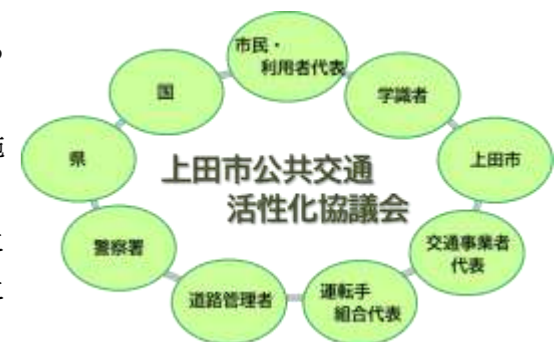 市民・
利用者代表
国
学識者
県
上田市公共交通
活性化協議会
上田市
警察署
交通事業者
代表
道路管理者
運転手
組合代表